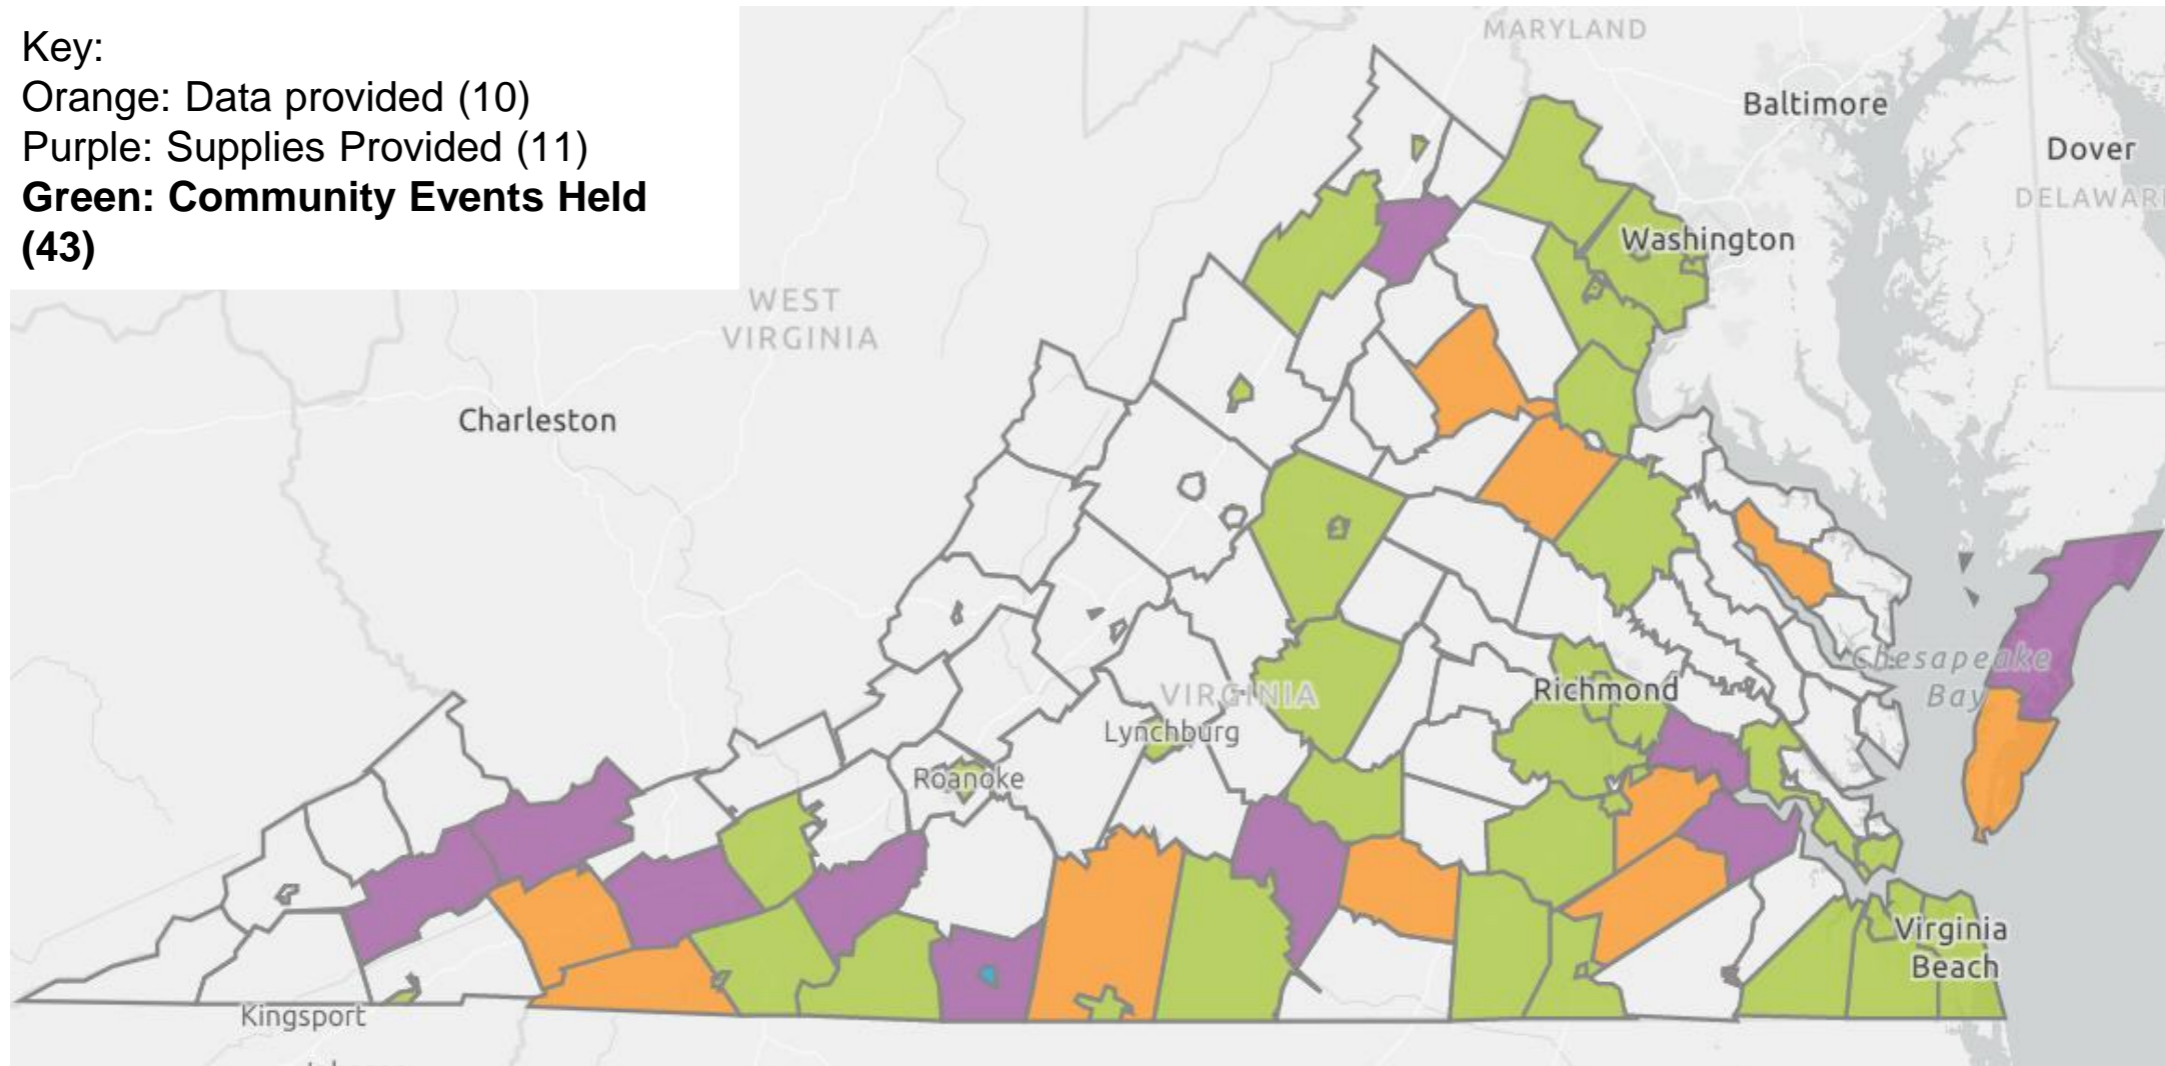 Key:
Orange: Data provided (10)
Purple: Supplies Provided (11)
Green: Community Events Held
(43)
MARYLAND
Baltimore
Dover
DELAWAR
Washington
WEST
VIRGINIA
Charleston
Chesapeake
Bay
Richmond
VIRGINIA
Lynchburg
Roanoke
Virginia
Beach
Kingsport